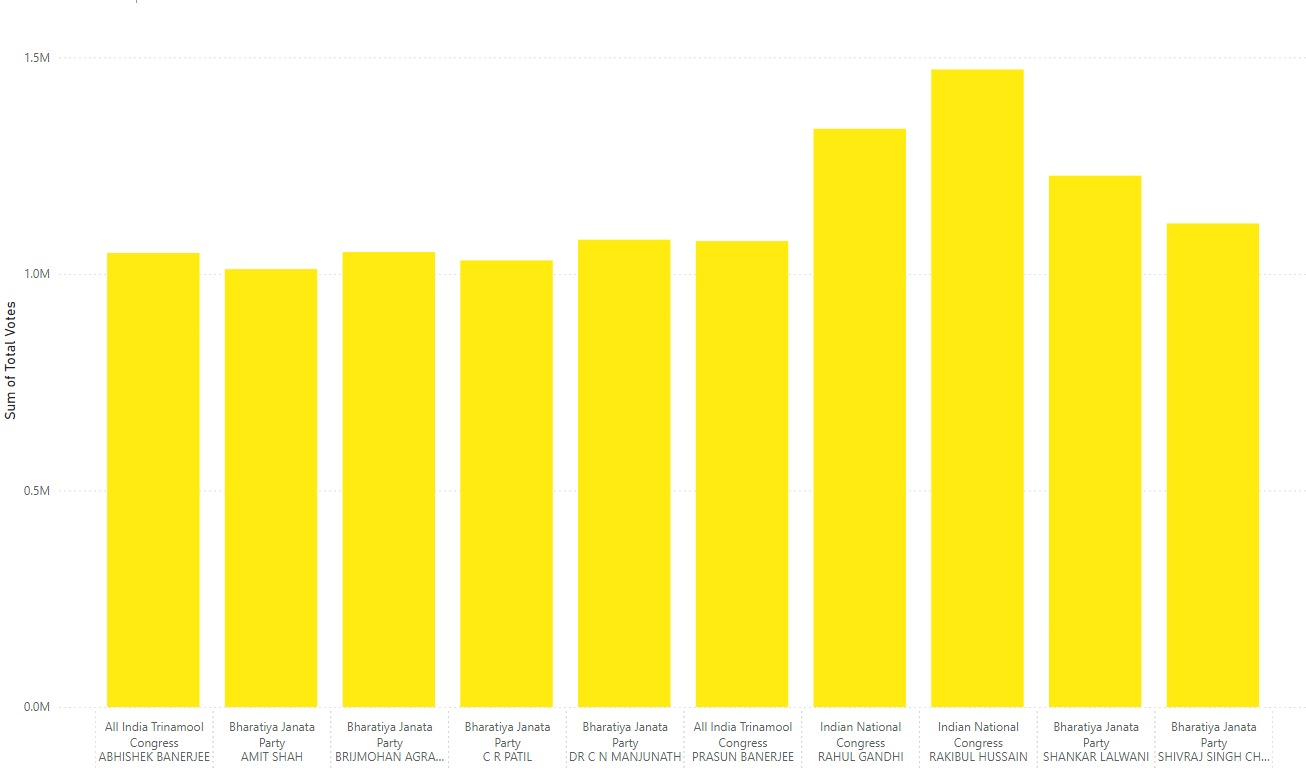 1.5M
1.0M
0.5M
0.0M
Sum of Total Votes
All India Trinamool
Congress
ABHISHEK BANERJEE
Bharatiya Janata
Party
AMIT SHAH
Bharatiya Janata
Party
BRIJMOHAN AGRA...
Bharatiya Janata
Party
C R PATIL
Bharatiya Janata
Party
DR C N MANJUNATH
All India Trinamool
Congress
PRASUN BANERJEE
Indian National
Congress
RAHUL GANDHI
Indian National
Congress
RAKIBUL HUSSAIN
Bharatiya Janata
Party
SHANKAR LALWANI
Bharatiya Janata
Party
SHIVRAJ SINGH CH...